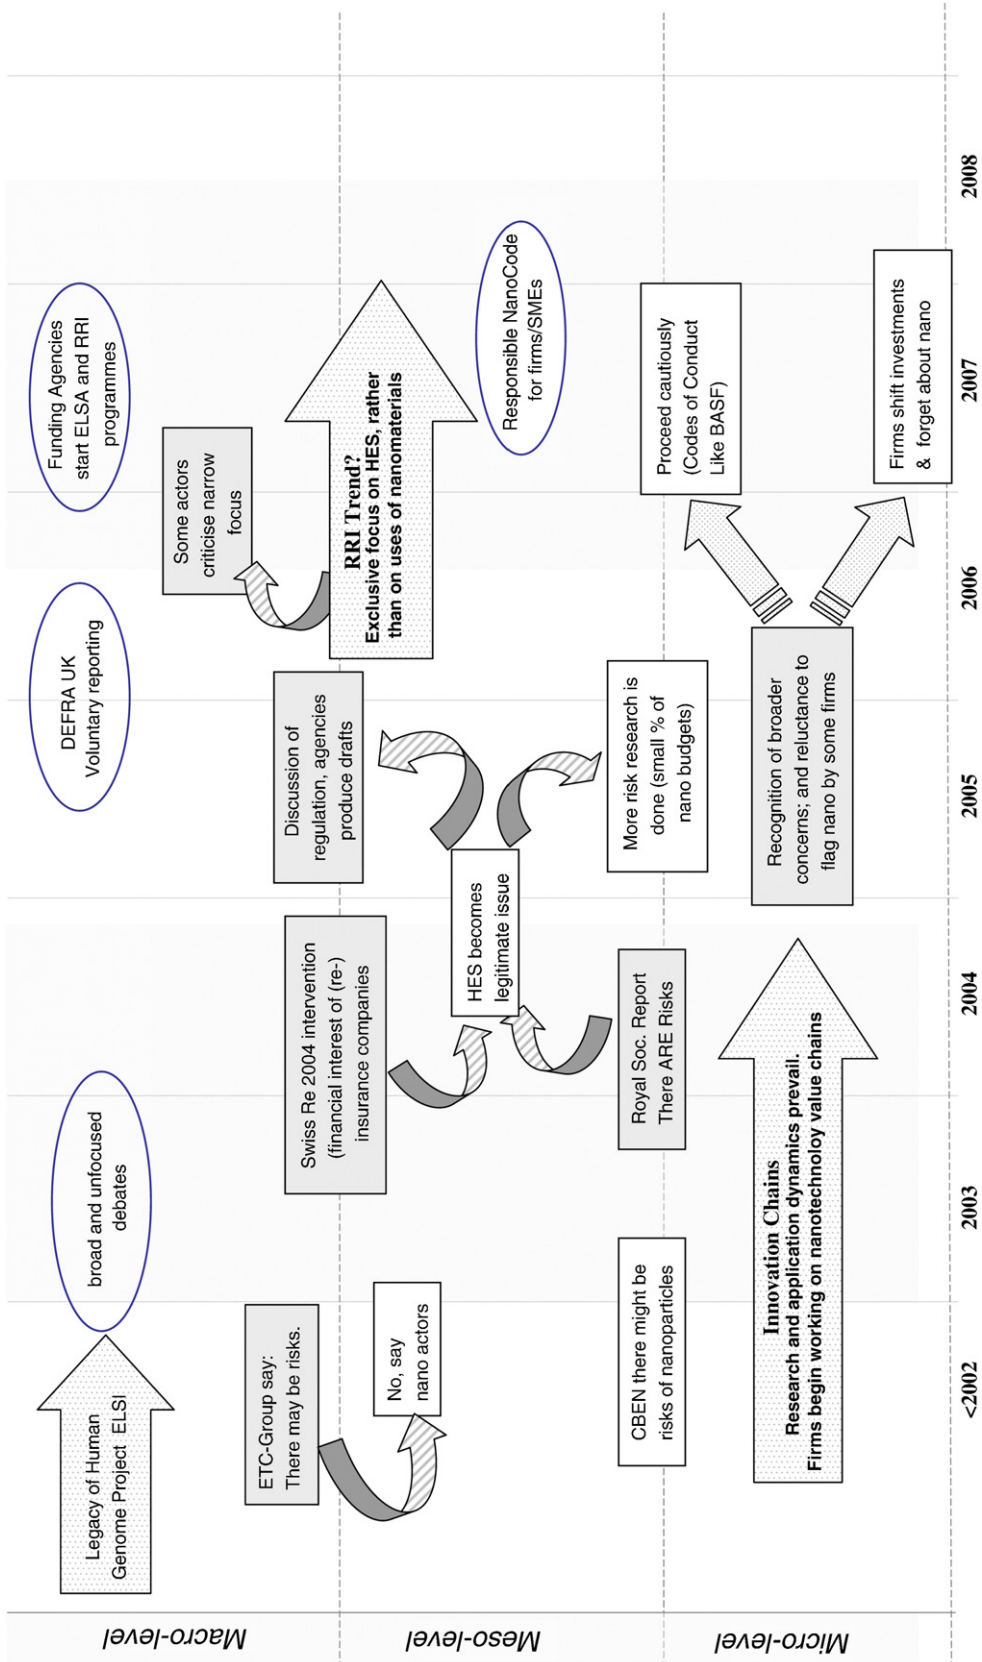 Macro-level
Meso-level
Micro-level
Legacy of Human
Genome Project ELSI
broad and unfocused
debates
DEFRA UK
Voluntary reporting
Funding Agencies
start ELSA and RRI
programmes
ETC-Group say:
There may be risks.
No, say
nano actors
Swiss Re 2004 intervention
(financial interest of (re-)
insurance companies
HES becomes
legitimate issue
Discussion of
regulation, agencies
produce drafts
Some actors
criticise narrow
focus
RRI Trend?
Exclusive focus on HES, rather
than on uses of nanomaterials
Responsible NanoCode
for firms/SMEs
CBEN there might be
risks of nanoparticles
Royal Soc. Report
There ARE Risks
More risk research is
done (small % of
nano budgets)
Innovation Chains
Research and application dynamics prevail.
Firms begin working on nanotechnoloy value chains
Recognition of broader
concerns; and reluctance to
flag nano by some firms
Proceed cautiously
(Codes of Conduct
Like BASF)
Firms shift investments
& forget about nano
<2002
2003
2004
2005
2006
2007
2008